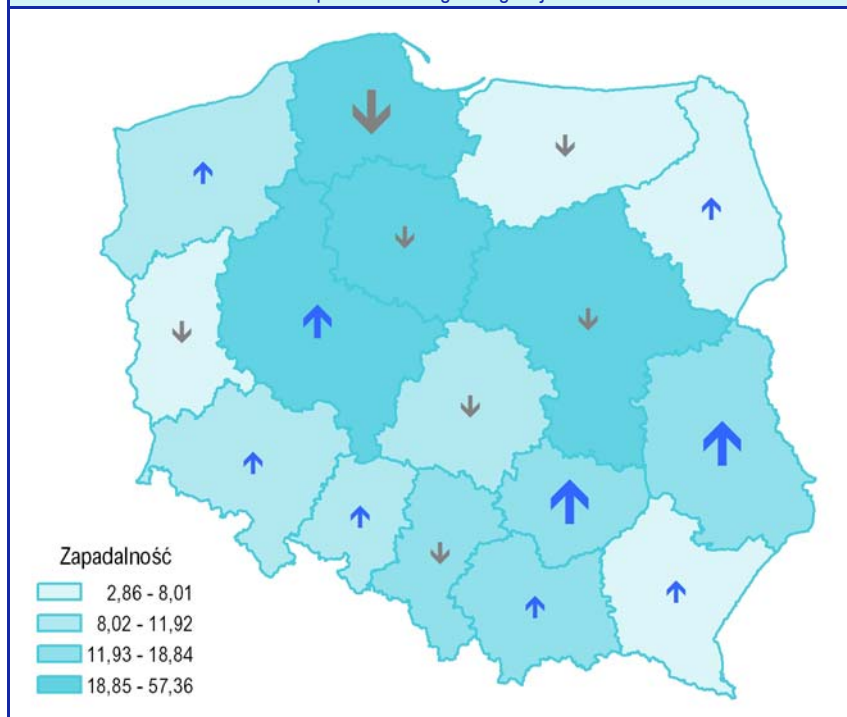 Zapadalność
2,86 - 8,01
8,02 - 11,92
11,93 - 18,84
18,85 - 57,36